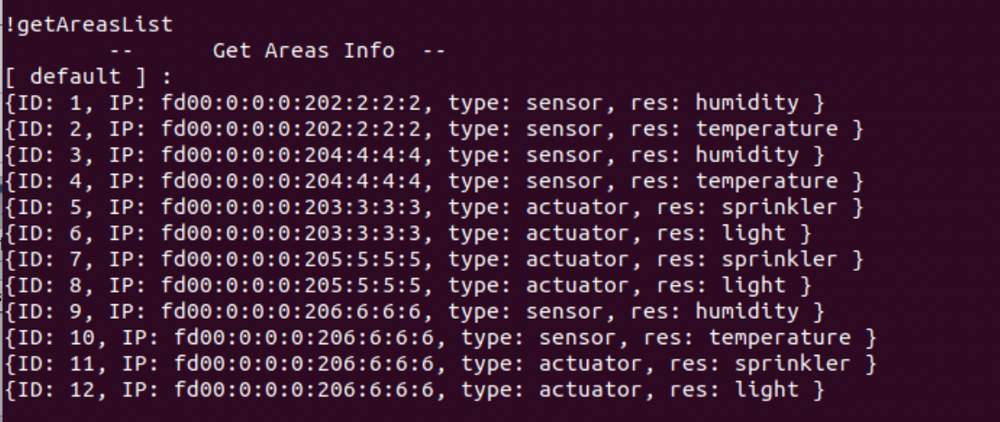 !getAreasList
-- Get Areas Info --
[ default ] :
{ID: 1, IP: fd00:0:0:0:202:2:2:2, type: sensor, res: humidity }
{ID: 2, IP: fd00:0:0:0:202:2:2:2, type: sensor, res: temperature }
{ID: 3, IP: fd00:0:0:0:204:4:4:4, type: sensor, res: humidity }
{ID: 4, IP: fd00:0:0:0:204:4:4:4, type: sensor, res: temperature }
{ID: 5, IP: fd00:0:0:0:203:3:3:3, type: actuator, res: sprinkler }
{ID: 6, IP: fd00:0:0:0:203:3:3:3, type: actuator, res: light }
{ID: 7, IP: fd00:0:0:0:205:5:5:5, type: actuator, res: sprinkler }
{ID: 8, IP: fd00:0:0:0:205:5:5:5, type: actuator, res: light }
{ID: 9, IP: fd00:0:0:0:206:6:6:6, type: sensor, res: humidity }
{ID: 10, IP: fd00:0:0:0:206:6:6:6, type: sensor, res: temperature }
{ID: 11, IP: fd00:0:0:0:206:6:6:6, type: actuator, res: sprinkler }
{ID: 12, IP: fd00:0:0:0:206:6:6:6, type: actuator, res: light }